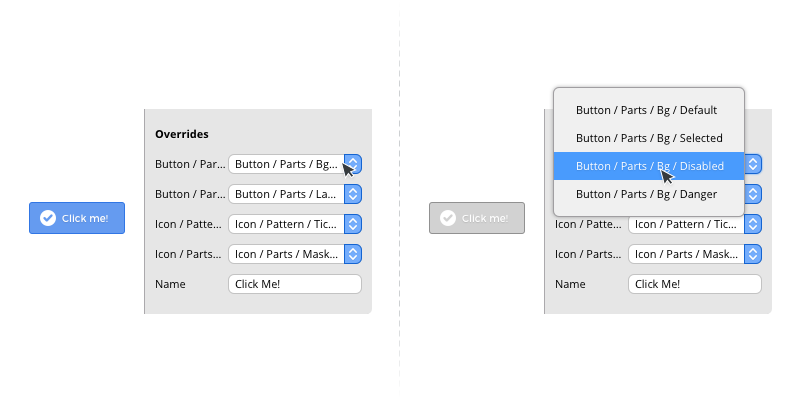 Overrides
Button / Par... Button / Parts / Bg...
Click me! Button / Par... Button / Parts / La...
Icon / Patte... Icon / Pattern / Tic...
Icon / Parts... Icon / Parts / Mask...
Name Click Me!
Button / Parts / Bg / Default
Button / Parts / Bg / Selected
Button / Parts / Bg / Disabled
Button / Parts / Bg / Danger
Click me! Icon / Patte... Icon / Pattern / Tic...
Icon / Parts... Icon / Parts / Mask...
Name Click Me!